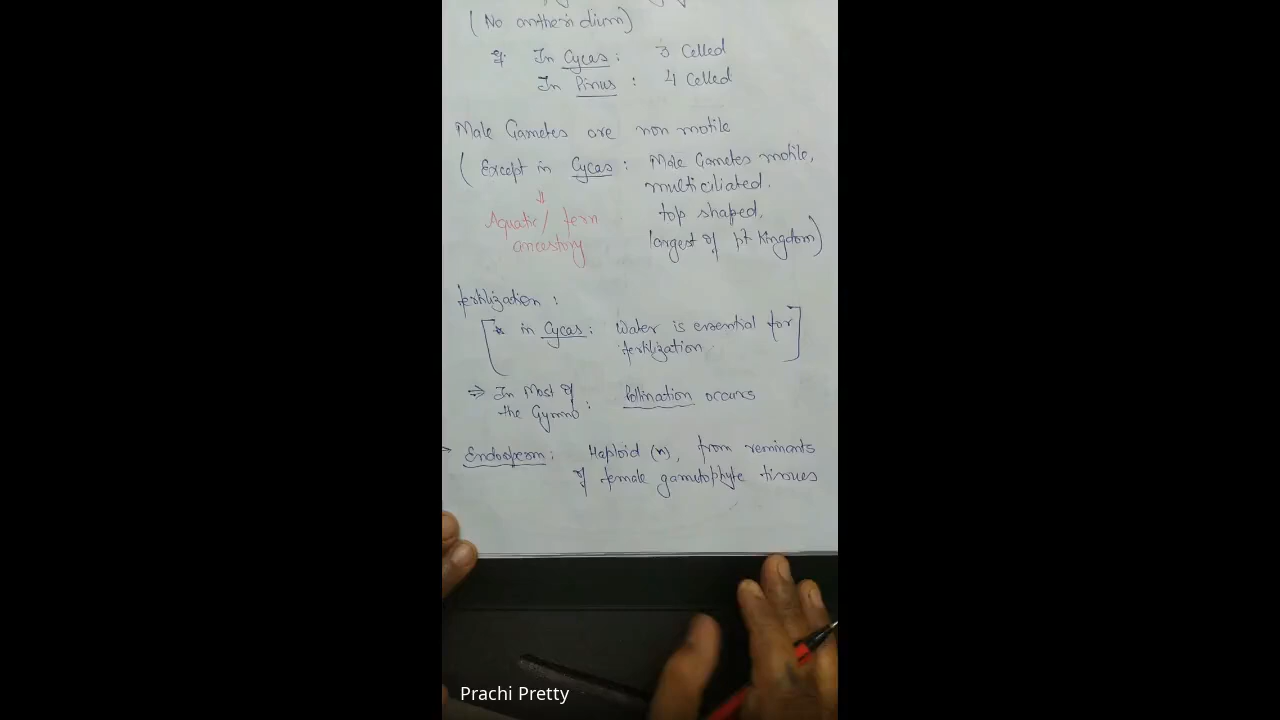 (No antheridium)
In Cycas : 3 Celled
In Pinus : 4 Celled
Male Gametes are non motile
(Except in Cycas : Male Gametes motile,
multiciliated.
Aquatic/ fern top shaped,
ancestory largest of pt Kingdom)
fertilization :
* in Cycas : Water is essential for
fertilization
⇒ In Most of : Pollination occurs
the Gymno
Endosperm : Haploid (n), from remnants
of female gametophyte tissues
Prachi Pretty